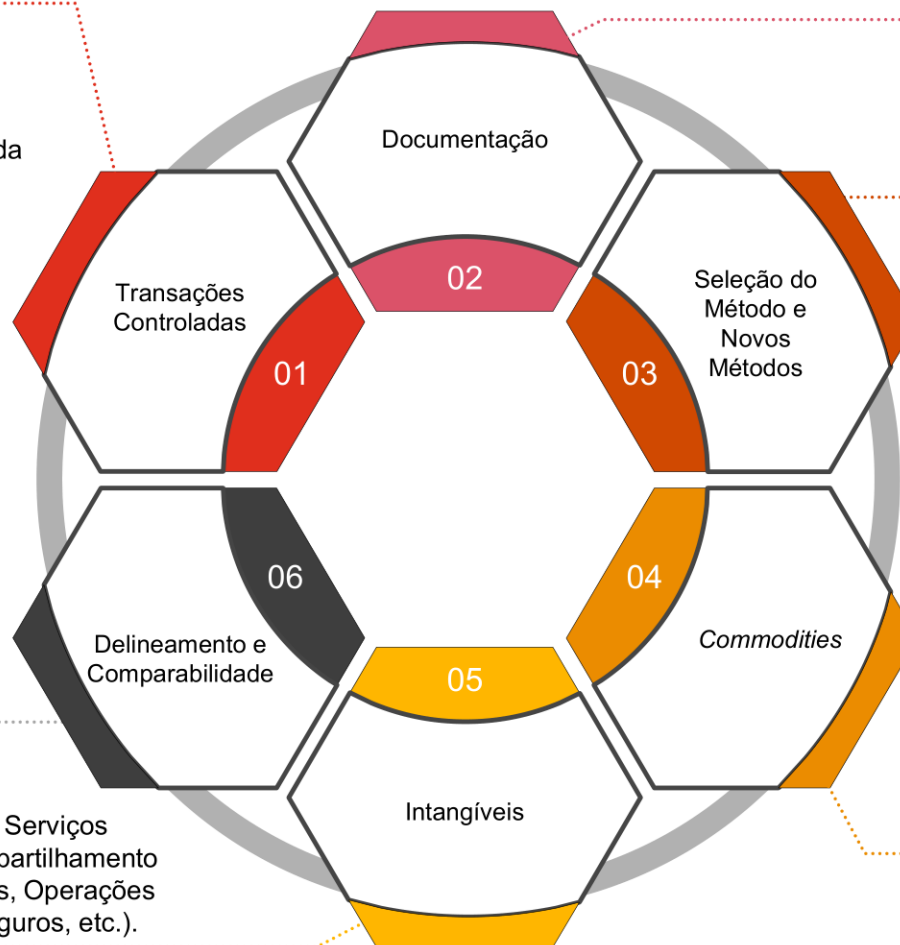 da
Documentação
02
Transações
Controladas
01
Seleção do
Método e
Novos
Métodos
03
06
Delineamento e
Comparabilidade
04
Commodities
05
Intangíveis
Serviços
partilhamento
s, Operações
guros, etc.).